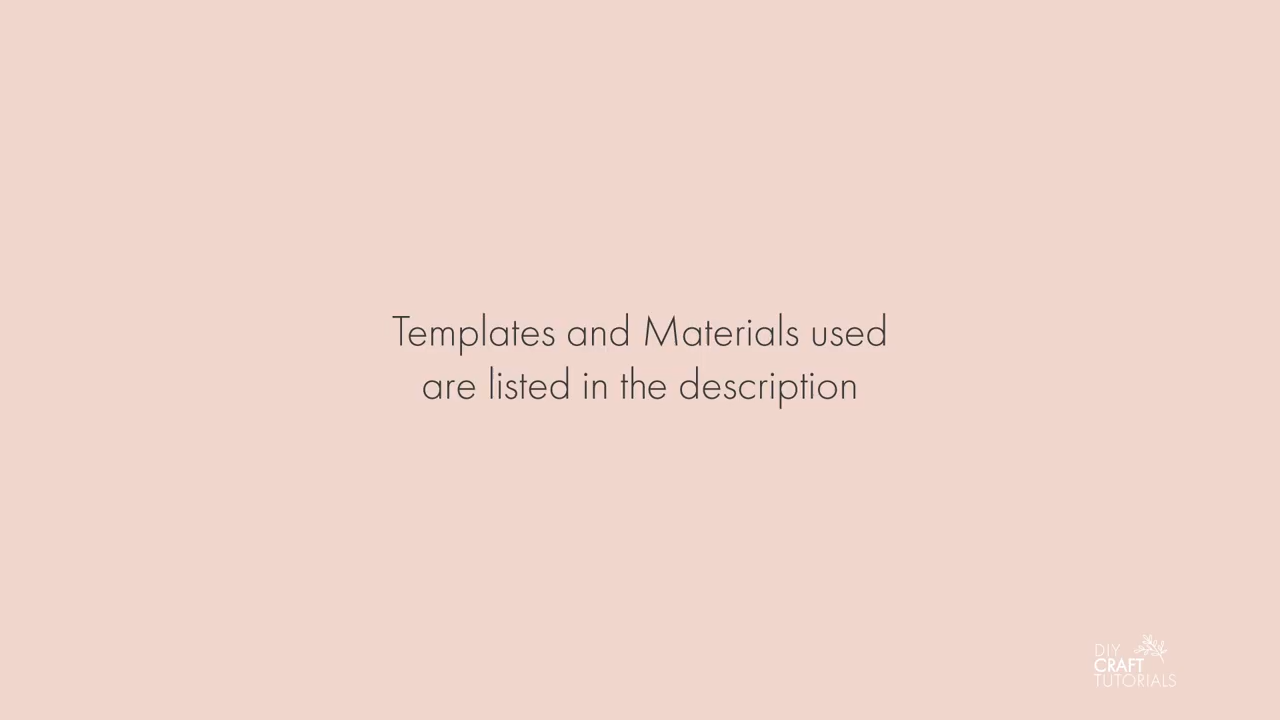 Templates and Materials used
are listed in the description
DIY
CRAFT
TUTORIALS